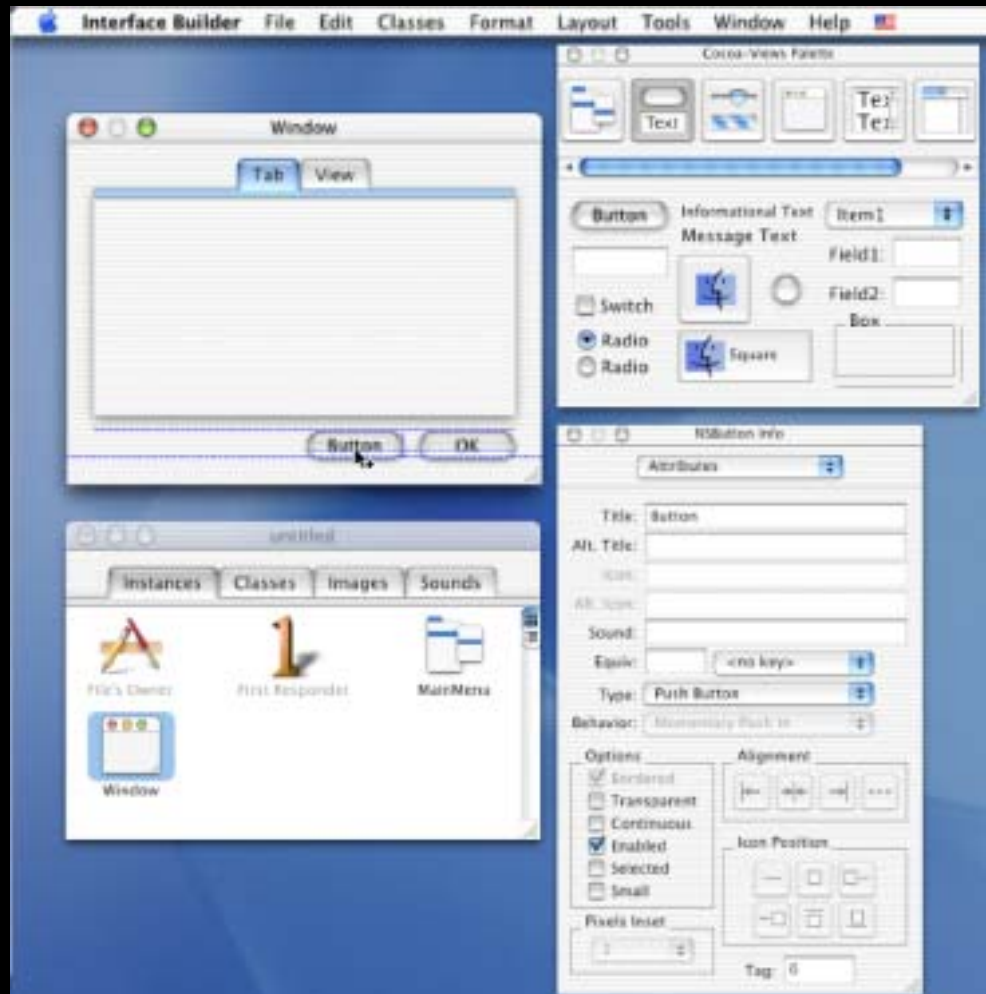 Interface Builder File Edit Classes Format Layout Tools Window Help
Cocoa-Views Palette
Text
Text
Text
Button Informational Text Item1
Message Text
Field1:
Field2:
Switch
Box
Radio
Radio
Square
Window
Tab View
Button OK
untitled
Instances Classes Images Sounds
File's Owner First Responder MainMenu
Window
NSButton Info
Attributes
Title: Button
Alt. Title:
Icon:
Alt. Icon:
Sound:
Equiv: <no key>
Type: Push Button
Behavior: Momentary Push In
Options
Bordered
Transparent
Continuous
Enabled
Selected
Small
Alignment
Icon Position
Pixels Inset
Tag: 0